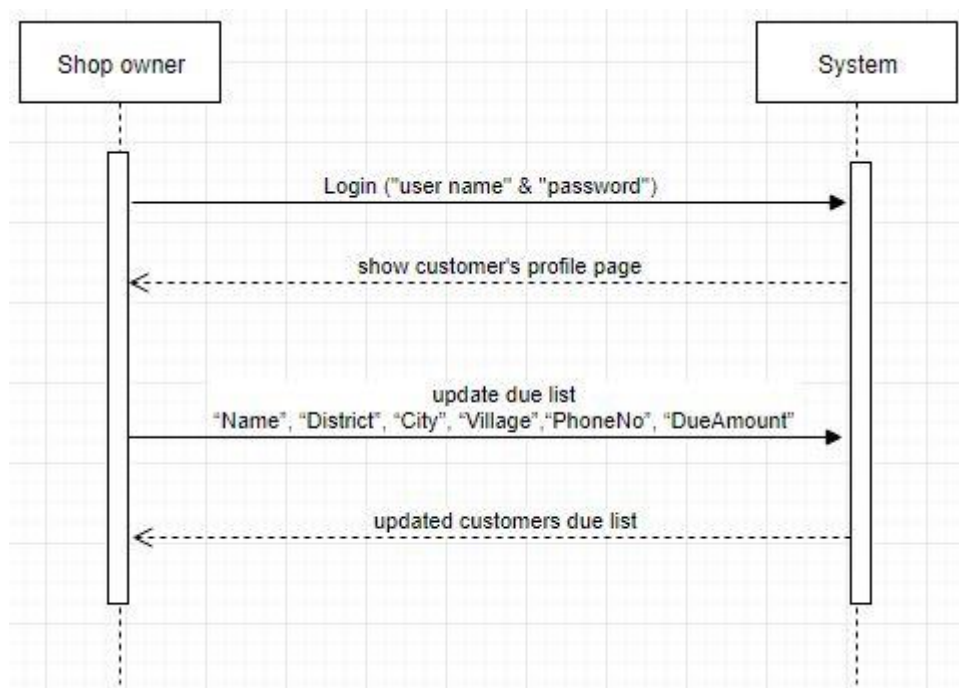 Shop owner
System
Login ("user name" & "password")
show customer's profile page
update due list
“Name”, “District”, “City”, “Village”,“PhoneNo”, “DueAmount”
updated customers due list